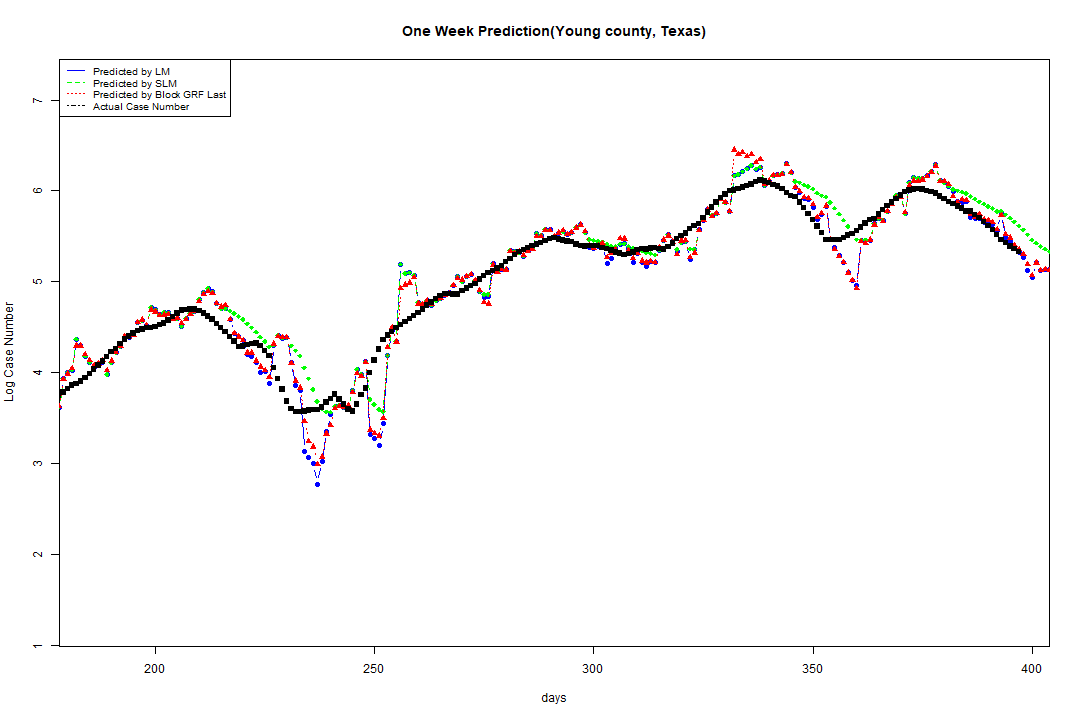 One Week Prediction(Young county, Texas)
Predicted by LM
Predicted by SLM
Predicted by Block GRF Last
Actual Case Number
7
6
5
4
3
2
1
Log Case Number
200 250 300 350 400
days